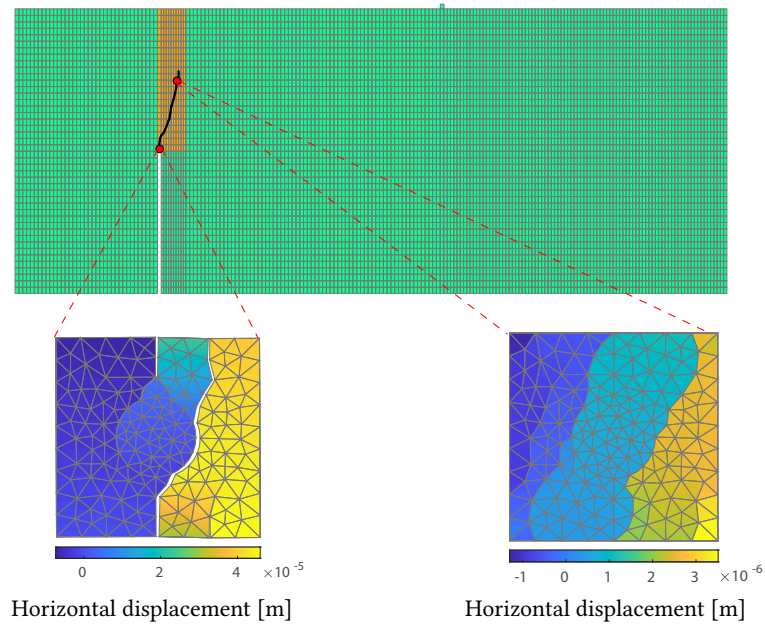 0 2 4 ×10 -5
-1 0 1 2 3 ×10 -6
Horizontal displacement [m]
Horizontal displacement [m]